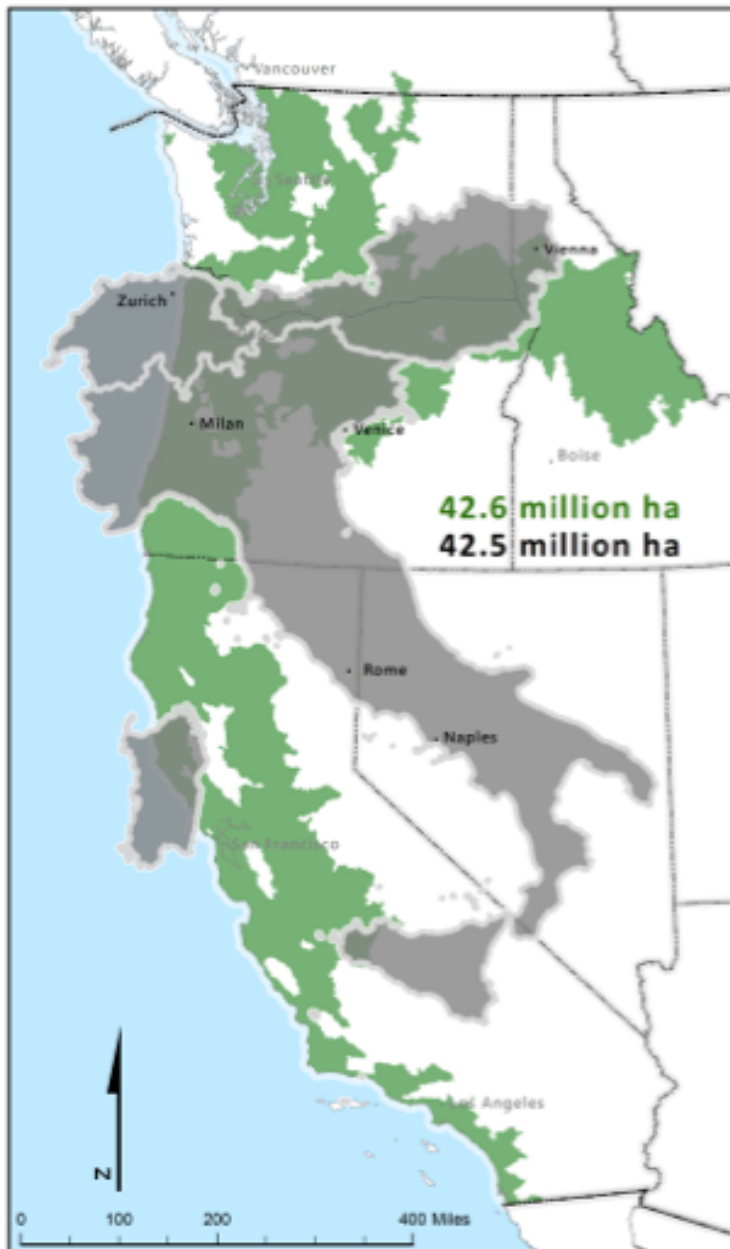 Vancouver
Seattle
Vienna
Zurich
Milan
Venice
Boise
42.6 million ha
42.5 million ha
Rome
Naples
San Francisco
Los Angeles
N
0 100 200 400 Miles